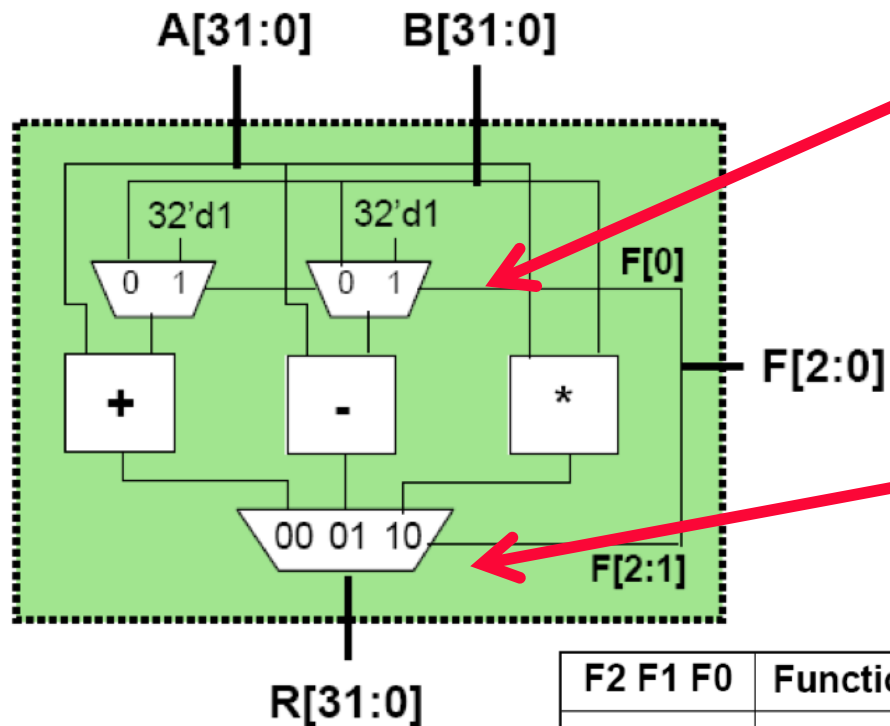 A[31:0] B[31:0]
32'd1 32'd1
0 1 0 1 F[0]
F[2:0]
+ - *
00 01 10
F[2:1]
R[31:0]
F2 F1 F0